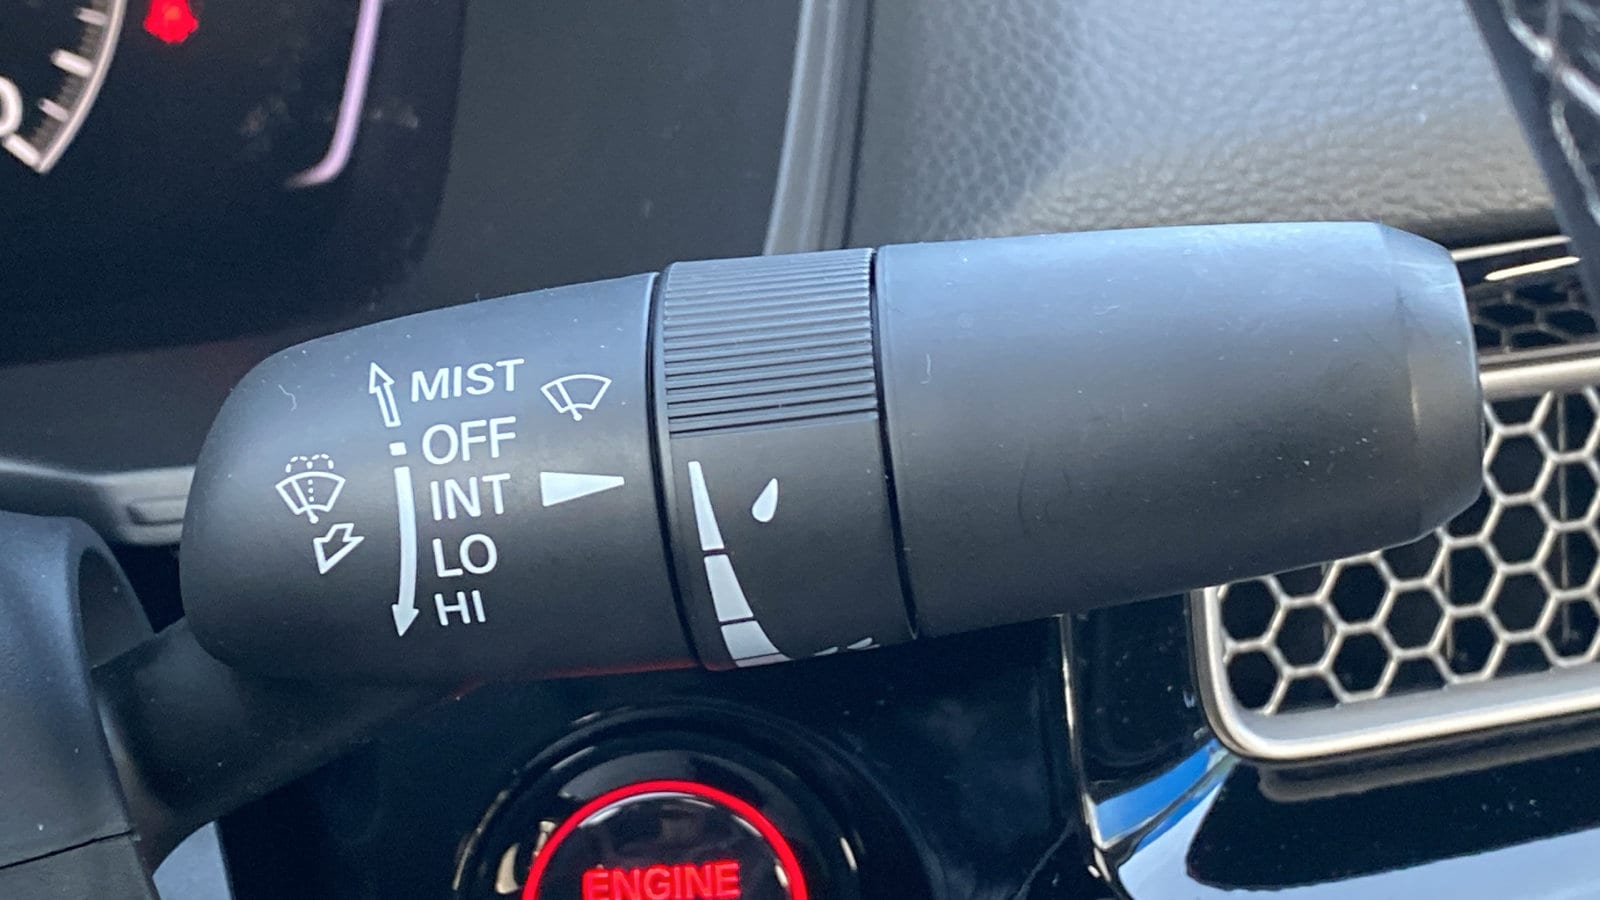 MIST
OFF
INT
LO
HI
ENGINE